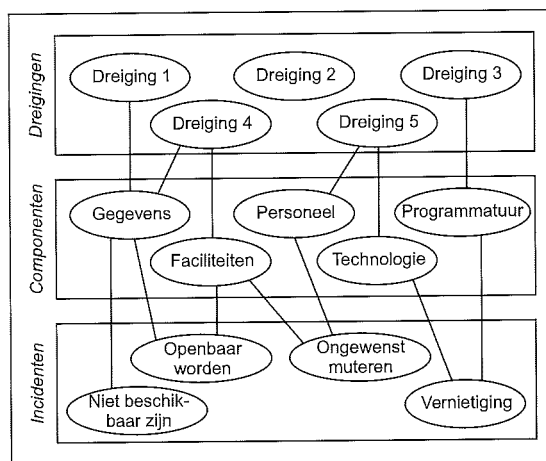 Dreigingen
Dreiging 1
Dreiging 2
Dreiging 3
Dreiging 4
Dreiging 5
Componenten
Gegevens
Personeel
Programmatuur
Faciliteiten
Technologie
Incidenten
Openbaar
worden
Ongewenst
muteren
Niet beschik-
baar zijn
Vernietiging